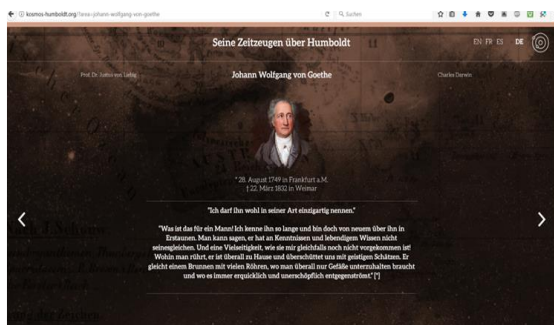 kosmos-humboldt.org/?area=johann-wolfgang-von-goethe
Suchen
Seine Zeitzeugen über Humboldt
EN FR ES DE
Prof. Dr. Justus von Liebig
Johann Wolfgang von Goethe
Charles Darwin
* 28. August 1749 in Frankfurt a.M.
† 22. März 1832 in Weimar
"Ich darf ihn wohl in seiner Art einzigartig nennen."
"Was ist das für ein Mann! Ich kenne ihn so lange und bin doch von neuem über ihn in
Erstaunen. Man kann sagen, er hat an Kenntnissen und lebendigem Wissen nicht
seinesgleichen. Und eine Vielseitigkeit, wie sie mir gleichfalls noch nicht vorgekommen ist!
Wohin man rührt, er ist überall zu Hause und überschüttet uns mit geistigen Schätzen. Er
gleicht einem Brunnen mit vielen Röhren, wo man überall nur Gefäße unterzuhalten braucht
und wo es immer erquicklich und unerschöpflich entgegenströmt." [*]